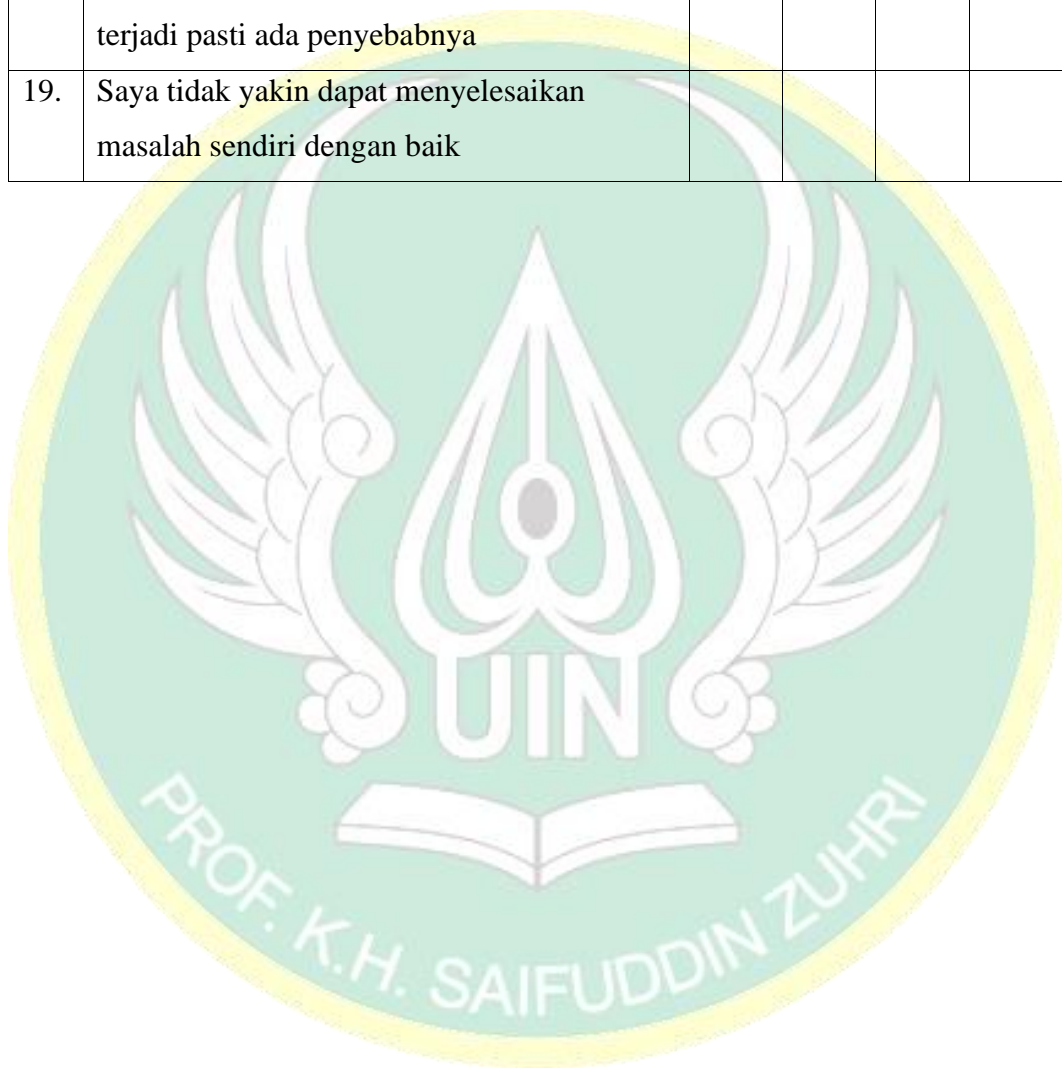 terjadi pasti ada penyebabnya
19. Saya tidak yakin dapat menyelesaikan
masalah sendiri dengan baik
UIN
PROF. K.H. SAIFUDDIN ZUHRI